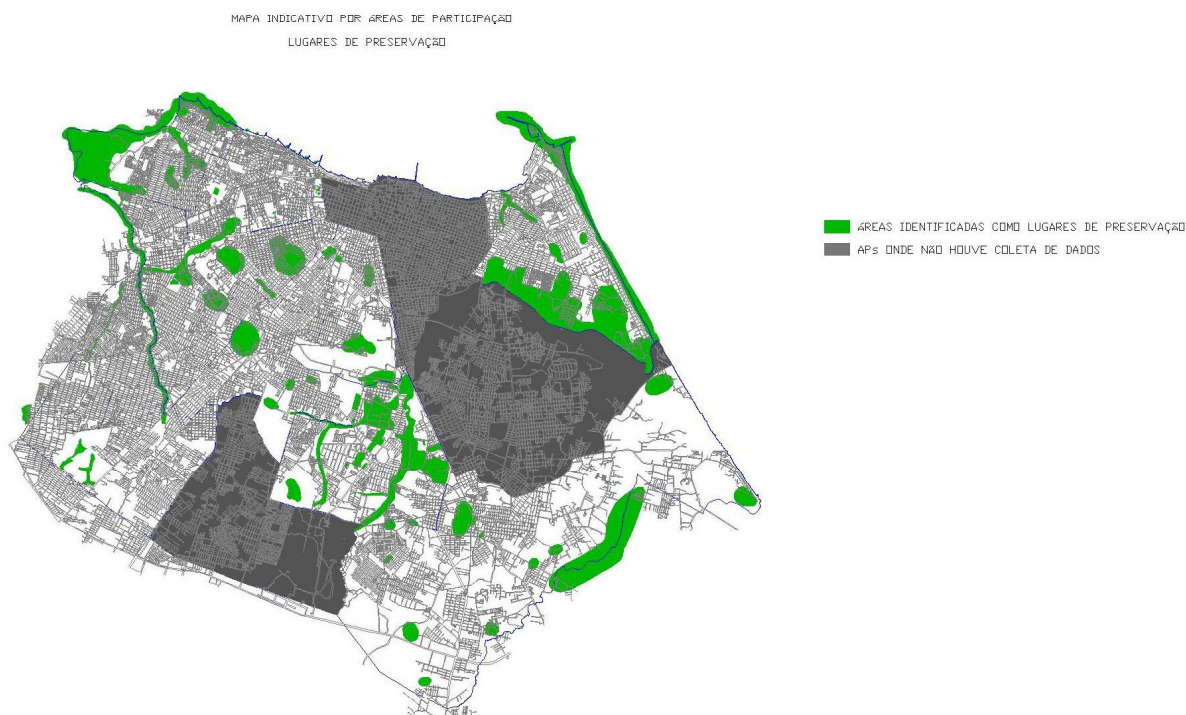 MAPA INDICATIVO POR ÁREAS DE PARTICIPAÇÃO
LUGARES DE PRESERVAÇÃO
ÁREAS IDENTIFICADAS COMO LUGARES DE PRESERVAÇÃO
APs ONDE NÃO HOUVE COLETA DE DADOS